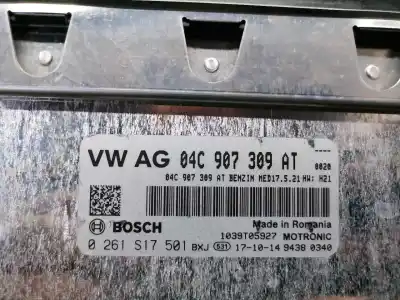 VW AG 04C 907 309 AT
0020
04C 907 309 AT BENZIN MED17.5.21 HW: H21
BOSCH
Made in Romania
1039T05927 MOTRONIC
0 261 S17 501 BXJ 531 17-10-14 9438 0340